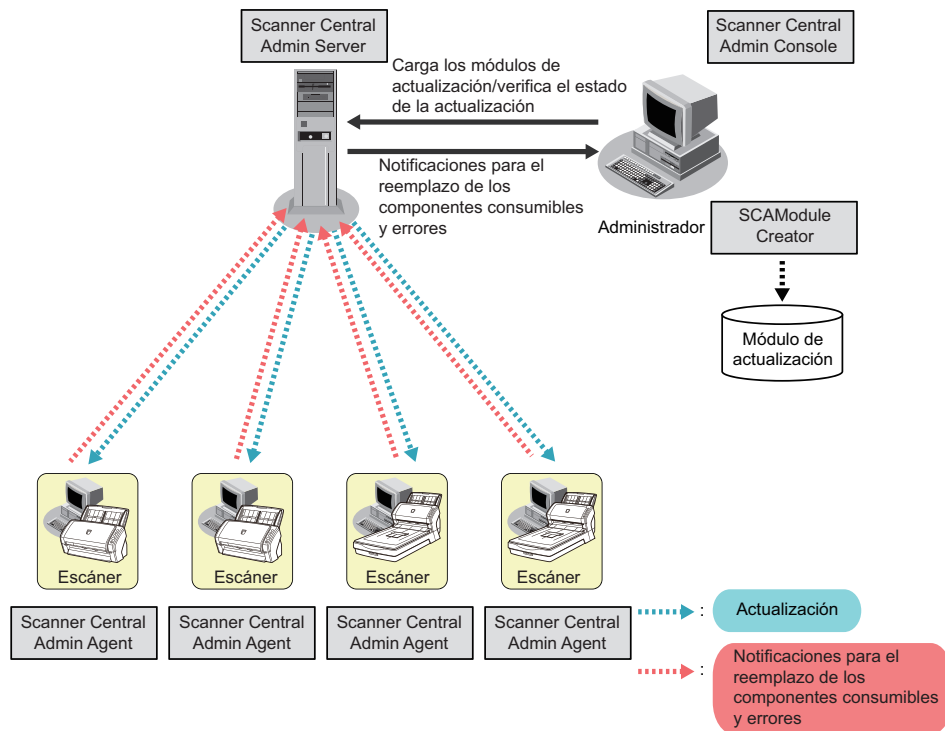 Scanner Central
Admin Server
Scanner Central
Admin Console
Carga los módulos de
actualización/verifica el estado
de la actualización
Notificaciones para el
reemplazo de los
componentes consumibles
y errores
Administrador
SCAModule
Creator
Módulo de
actualización
Escáner
Escáner
Escáner
Escáner
Scanner Central
Admin Agent
Scanner Central
Admin Agent
Scanner Central
Admin Agent
Scanner Central
Admin Agent
: Actualización
: Notificaciones para el
reemplazo de los
componentes consumibles
y errores